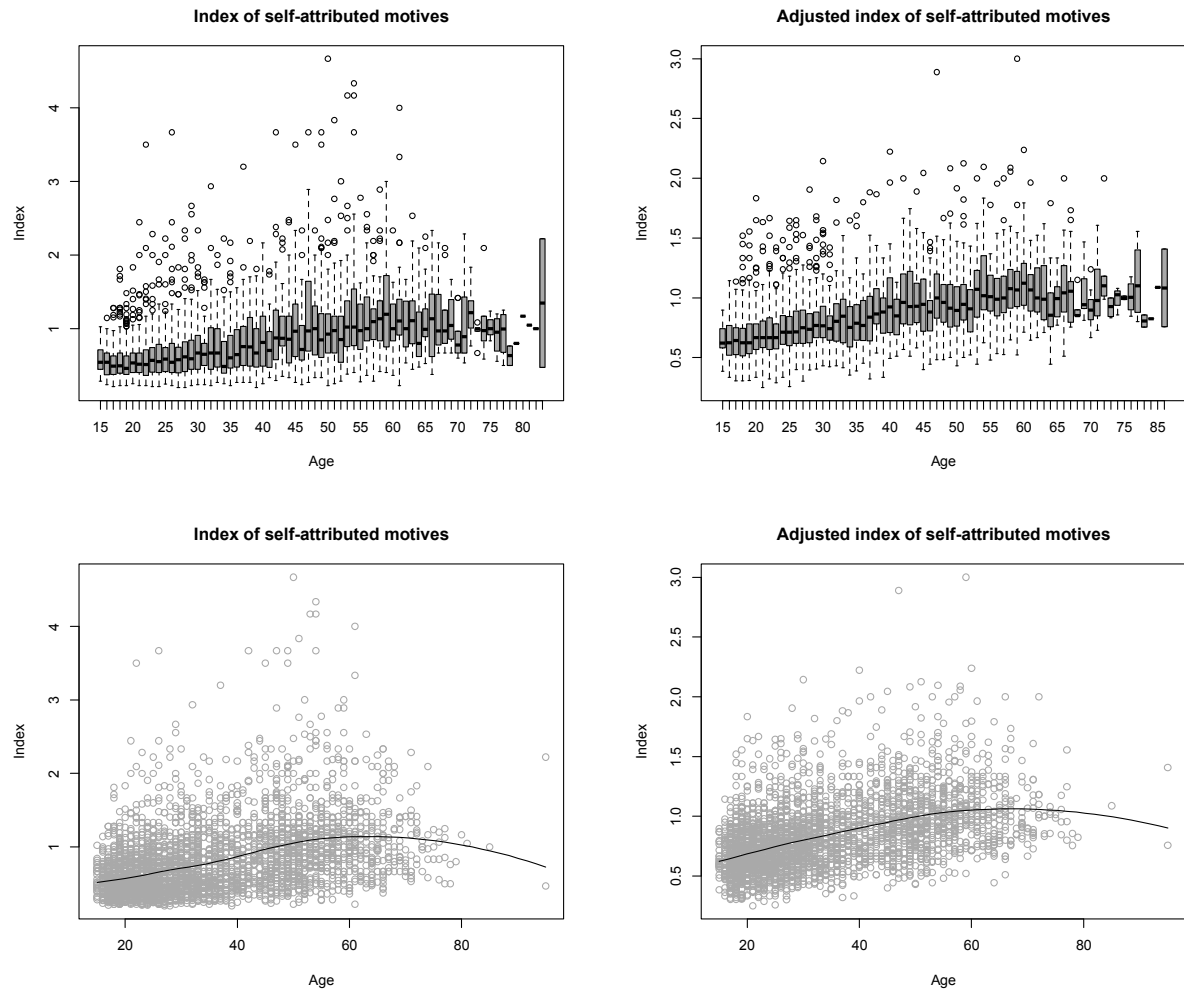 Index of self-attributed motives
Index
4
3
2
1
15 20 25 30 35 40 45 50 55 60 65 70 75 80
Age
Adjusted index of self-attributed motives
Index
3.0
2.5
2.0
1.5
1.0
0.5
15 20 25 30 35 40 45 50 55 60 65 70 75 85
Age
Index of self-attributed motives
Index
4
3
2
1
20 40 60 80
Age
Adjusted index of self-attributed motives
Index
3.0
2.5
2.0
1.5
1.0
0.5
20 40 60 80
Age